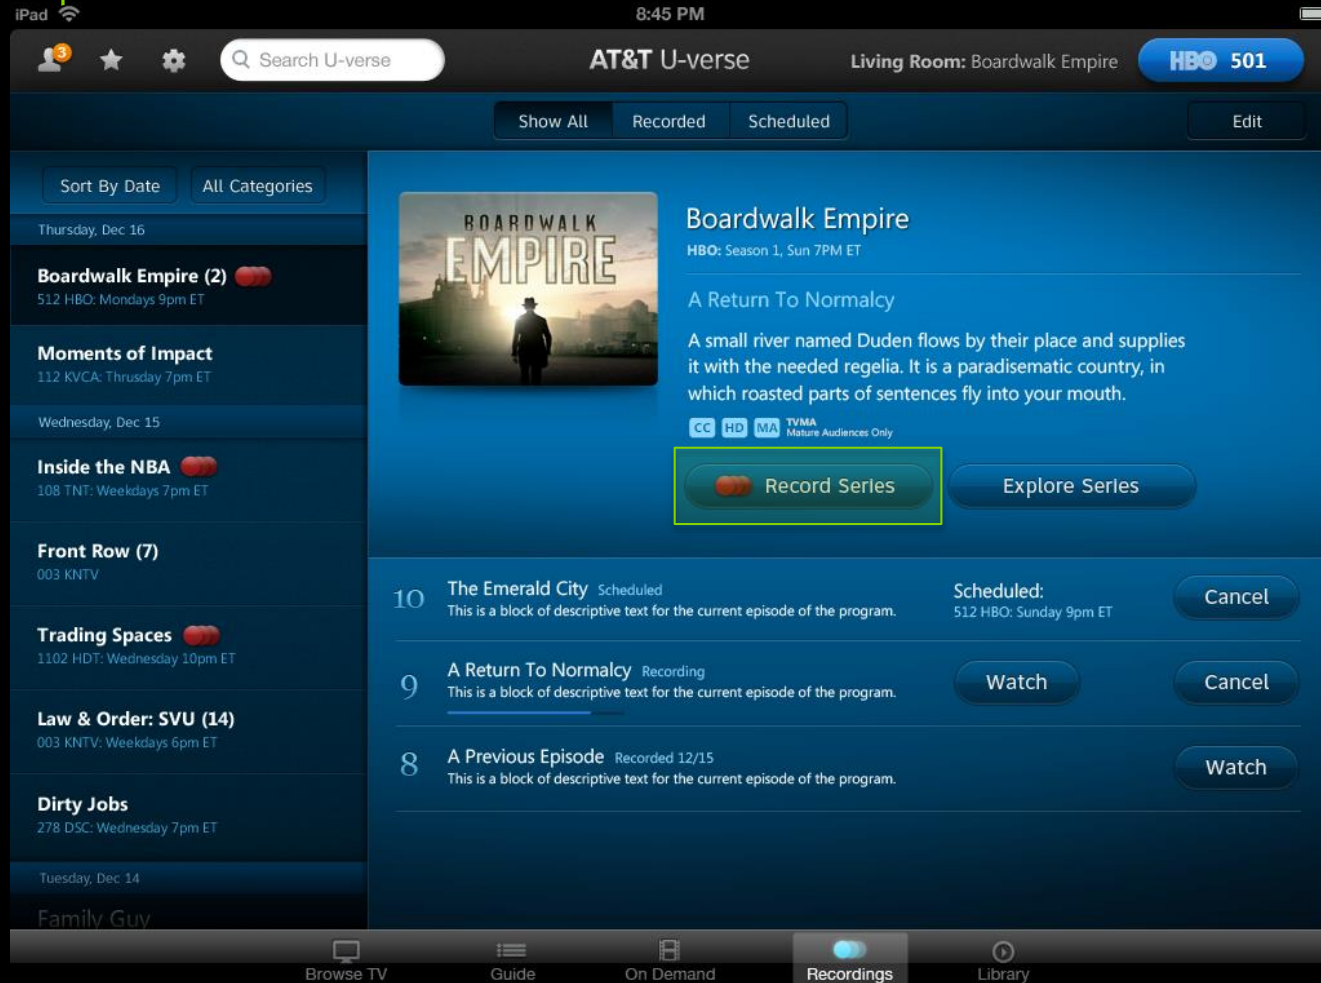 iPad
8:45 PM
3
Search U-verse
AT&T U-verse
Living Room: Boardwalk Empire
HBO 501
Show All
Recorded
Scheduled
Edit
Sort By Date
All Categories
Thursday, Dec 16
Boardwalk Empire (2)
512 HBO: Mondays 9pm ET
Moments of Impact
112 KVCA: Thrusday 7pm ET
Wednesday, Dec 15
Inside the NBA
108 TNT: Weekdays 7pm ET
Front Row (7)
003 KNTV
Trading Spaces
1102 HDT: Wednesday 10pm ET
Law & Order: SVU (14)
003 KNTV: Weekdays 6pm ET
Dirty Jobs
278 DSC: Wednesday 7pm ET
Tuesday, Dec 14
Family Guy
BOARDWALK
EMPIRE
Boardwalk Empire
HBO: Season 1, Sun 7PM ET
A Return To Normalcy
A small river named Duden flows by their place and supplies
it with the needed regelia. It is a paradisematic country, in
which roasted parts of sentences fly into your mouth.
CC HD MA TVMA
Mature Audiences Only
Record Series
Explore Series
10
The Emerald City Scheduled
This is a block of descriptive text for the current episode of the program.
Scheduled:
512 HBO: Sunday 9pm ET
Cancel
9
A Return To Normalcy Recording
This is a block of descriptive text for the current episode of the program.
Watch
Cancel
8
A Previous Episode Recorded 12/15
This is a block of descriptive text for the current episode of the program.
Watch
Browse TV
Guide
On Demand
Recordings
Library